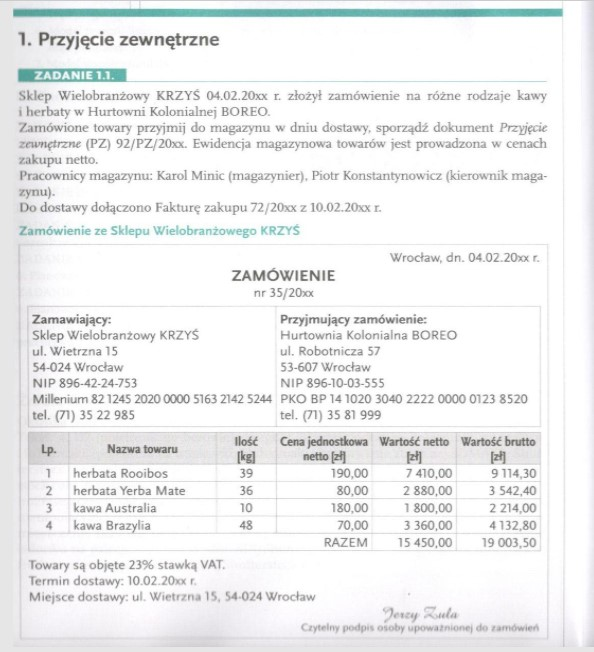 1. Przyjęcie zewnętrzne
ZADANIE 1.1.
Sklep Wielobranżowy KRZYŚ 04.02.20xx r. złożył zamówienie na różne rodzaje kawy
i herbaty w Hurtowni Kolonialnej BOREO.
Zamówione towary przyjmij do magazynu w dniu dostawy, sporządź dokument Przyjęcie
zewnętrzne (PZ) 92/PZ/20xx. Ewidencja magazynowa towarów jest prowadzona w cenach
zakupu netto.
Pracownicy magazynu: Karol Minic (magazynier), Piotr Konstantynowicz (kierownik maga-
zynu).
Do dostawy dołączono Fakturę zakupu 72/20xx z 10.02.20xx r.
Zamówienie ze Sklepu Wielobranżowego KRZYŚ
Wrocław, dn. 04.02.20xx r.
ZAMÓWIENIE
nr 35/20xx
Zamawiający:
Sklep Wielobranżowy KRZYŚ
ul. Wietrzna 15
54-024 Wrocław
NIP 896-42-24-753
Millenium 82 1245 2020 0000 5163 2142 5244
tel. (71) 35 22 985
Przyjmujący zamówienie:
Hurtownia Kolonialna BOREO
ul. Robotnicza 57
53-607 Wrocław
NIP 896-10-03-555
PKO BP 14 1020 3040 2222 0000 0123 8520
tel. (71) 35 81 999
Lp. Nazwa towaru Ilość [kg] Cena jednostkowa netto [zł] Wartość netto [zł] Wartość brutto [zł]
1 herbata Rooibos 39 190,00 7 410,00 9 114,30
2 herbata Yerba Mate 36 80,00 2 880,00 3 542,40
3 kawa Australia 10 180,00 1 800,00 2 214,00
4 kawa Brazylia 48 70,00 3 360,00 4 132,80
RAZEM 15 450,00 19 003,50
Towary są objęte 23% stawką VAT.
Termin dostawy: 10.02.20xx r.
Miejsce dostawy: ul. Wietrzna 15, 54-024 Wrocław
Jerzy Zula
Czytelny podpis osoby upoważnionej do zamówień